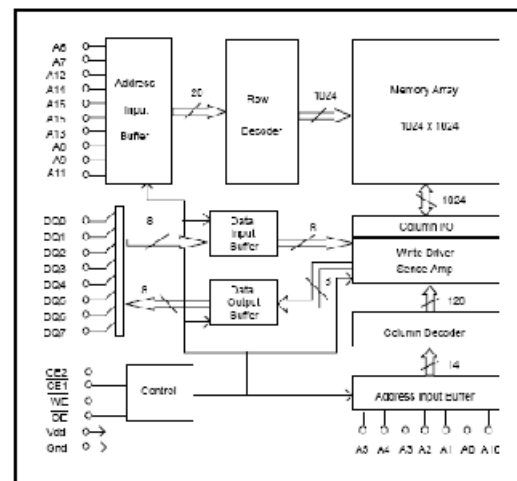 A6
A7
A12
A14
A16
A15
A13
A8
A9
A11
Address
Input
Buffer
20
Row
Decoder
1024
Memory Array
1024 X 1024
1024
DQ0
DQ1
DQ2
DQ3
DQ4
DQ5
DQ6
DQ7
8
Data
Input
Buffer
8
Column I/O
Write Driver
Sense Amp
8
Data
Output
Buffer
120
Column Decoder
14
CE2
CE1
WE
OE
Vdd
Gnd
Control
Address Input Buffer
A5
A4
A3
A2
A1
A0
A10